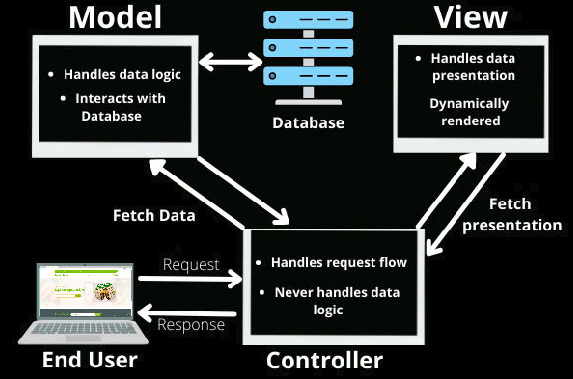 Model
View
• Handles data logic
• Interacts with
Database
Database
• Handles data
presentation
Dynamically
rendered
Fetch Data
Fetch
presentation
Request
Response
• Handles request flow
• Never handles data
logic
End User
Controller